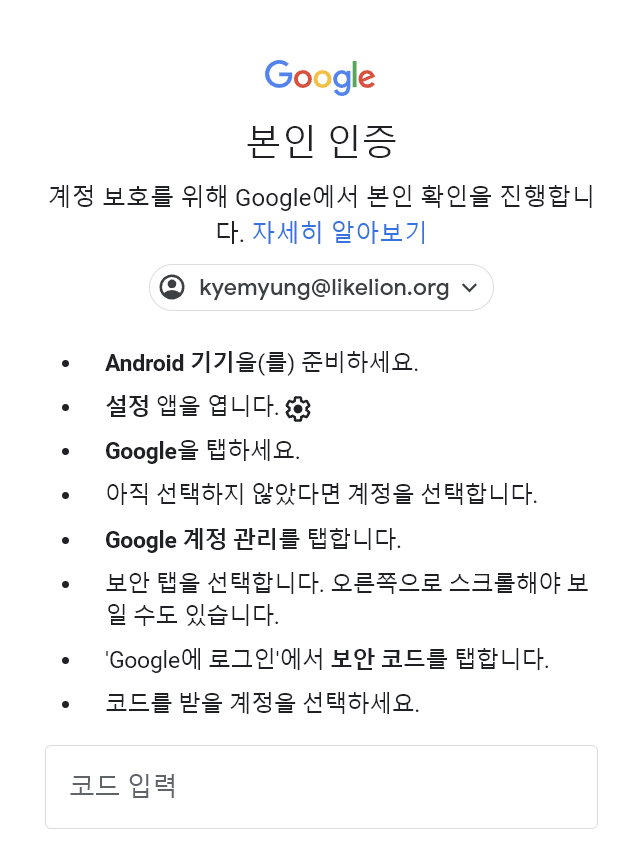 Google
본인 인증
계정 보호를 위해 Google에서 본인 확인을 진행합니
다. 자세히 알아보기
kyemyung@likelion.org
• Android 기기을(를) 준비하세요.
• 설정 앱을 엽니다.
• Google을 탭하세요.
• 아직 선택하지 않았다면 계정을 선택합니다.
• Google 계정 관리를 탭합니다.
• 보안 탭을 선택합니다. 오른쪽으로 스크롤해야 보
일 수도 있습니다.
• 'Google에 로그인'에서 보안 코드를 탭합니다.
• 코드를 받을 계정을 선택하세요.
코드 입력